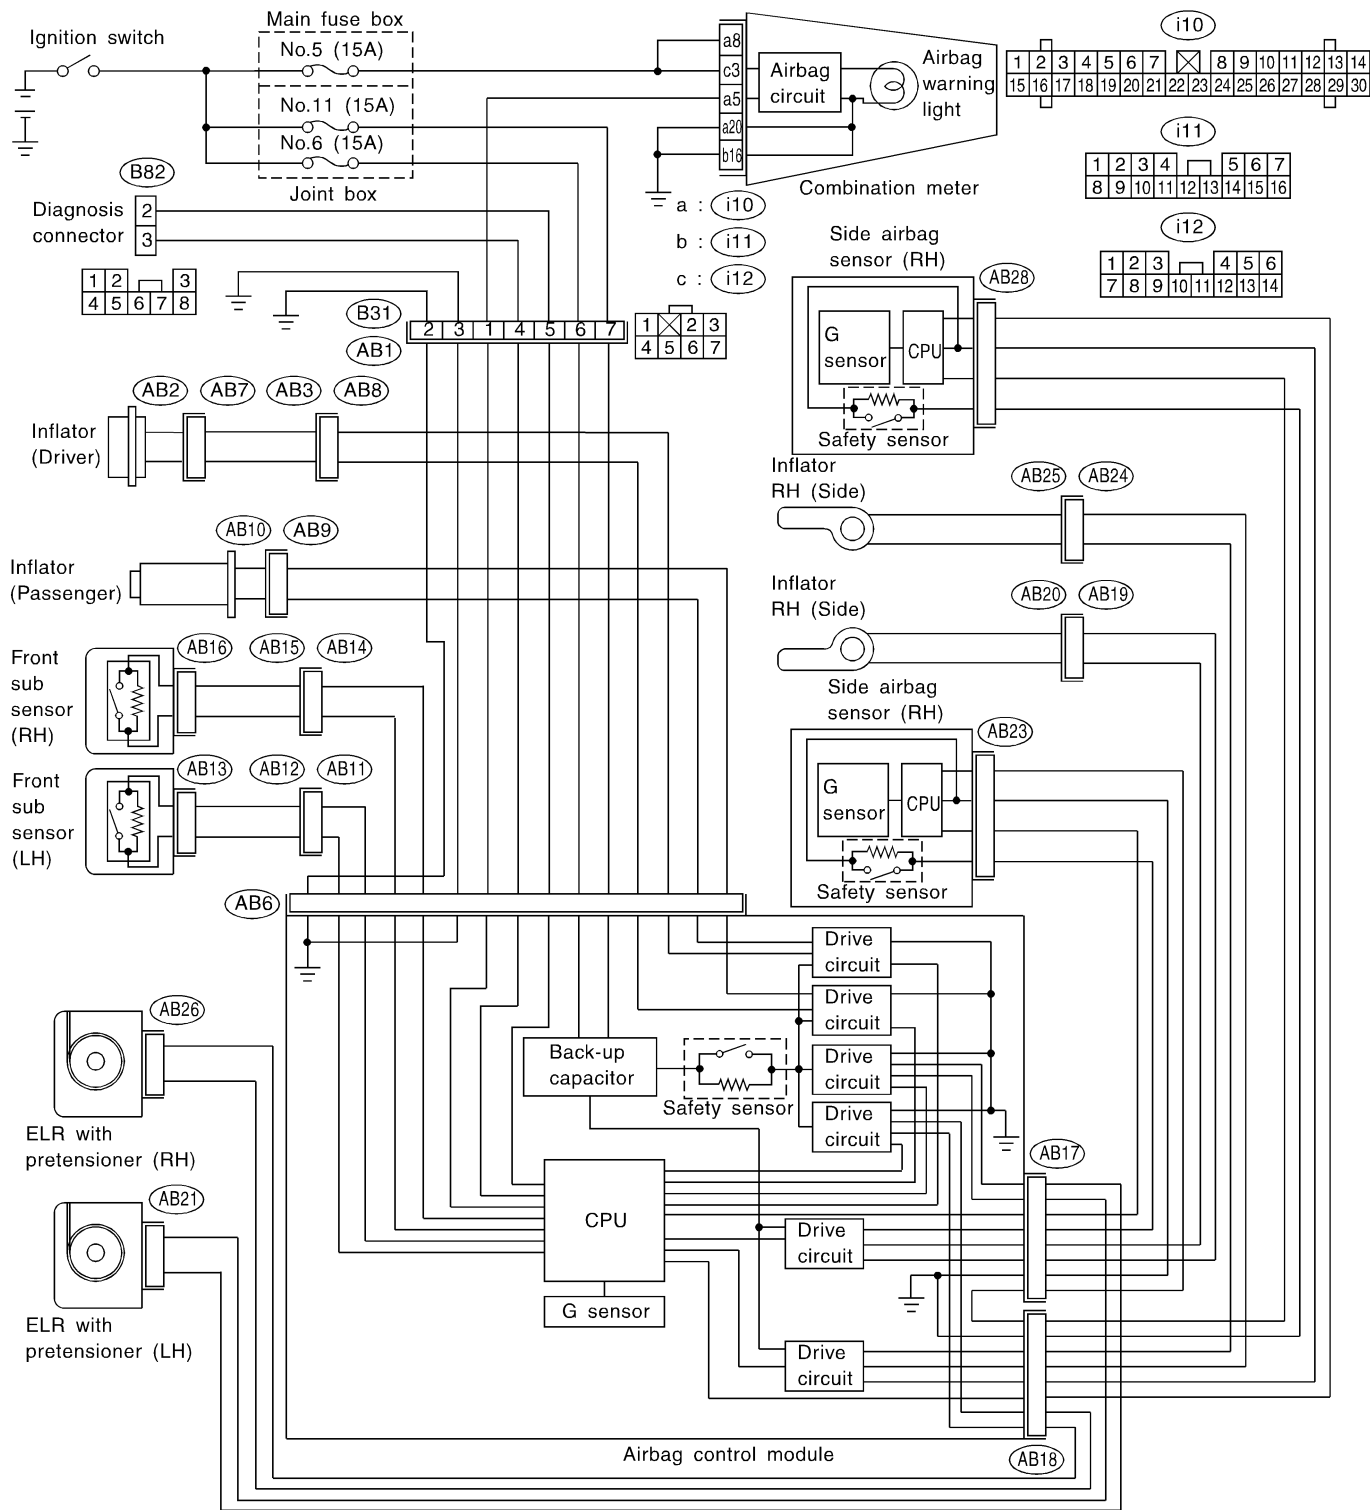 Main fuse box
Ignition switch
No.5 (15A)
No.11 (15A)
No.6 (15A)
Joint box
a8
c3
a5
a20
b16
Airbag
circuit
Airbag
warning
light
Combination meter
a : i10
b : i11
c : i12
i10
1 2 3 4 5 6 7 8 9 10 11 12 13 14
15 16 17 18 19 20 21 22 23 24 25 26 27 28 29 30
i11
1 2 3 4 5 6 7
8 9 10 11 12 13 14 15 16
i12
1 2 3 4 5 6
7 8 9 10 11 12 13 14
B82
Diagnosis
connector
2
3
1 2 3
4 5 6 7 8
B31
2 3 1 4 5 6 7
AB1
1 2 3
4 5 6 7
Side airbag
sensor (RH)
AB28
G
sensor
CPU
Safety sensor
AB2 AB7 AB3 AB8
Inflator
(Driver)
Inflator
RH (Side)
AB25 AB24
AB10 AB9
Inflator
(Passenger)
Inflator
RH (Side)
AB20 AB19
Front
sub
sensor
(RH)
AB16 AB15 AB14
Side airbag
sensor (RH)
AB23
G
sensor
CPU
Safety sensor
Front
sub
sensor
(LH)
AB13 AB12 AB11
AB6
Drive
circuit
Drive
circuit
Drive
circuit
Drive
circuit
Back-up
capacitor
Safety sensor
AB26
ELR with
pretensioner (RH)
AB17
CPU
Drive
circuit
G sensor
AB21
ELR with
pretensioner (LH)
Drive
circuit
Airbag control module
AB18